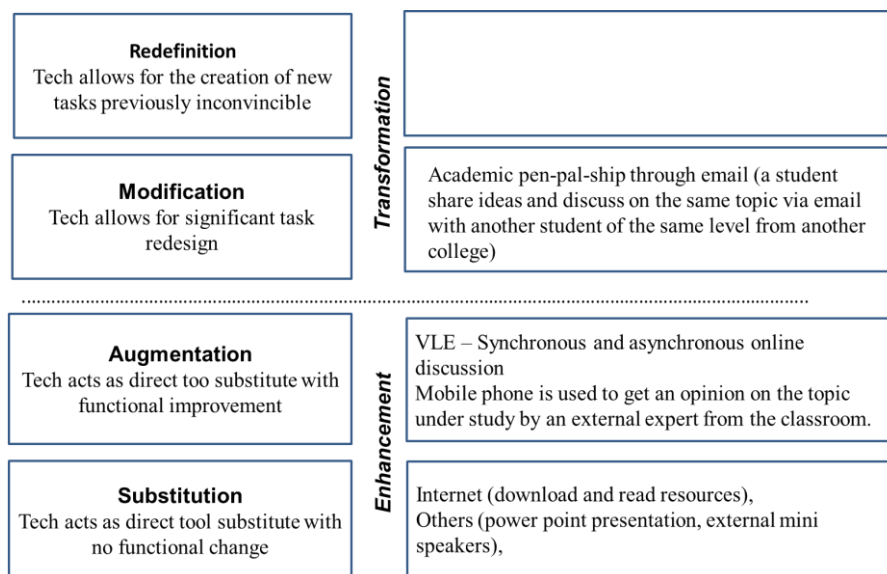 Redefinition
Tech allows for the creation of new
tasks previously inconvincible
Transformation
Modification
Tech allows for significant task
redesign
Academic pen-pal-ship through email (a student
share ideas and discuss on the same topic via email
with another student of the same level from another
college)
Augmentation
Tech acts as direct too substitute with
functional improvement
Enhancement
VLE – Synchronous and asynchronous online
discussion
Mobile phone is used to get an opinion on the topic
under study by an external expert from the classroom.
Substitution
Tech acts as direct tool substitute with
no functional change
Internet (download and read resources),
Others (power point presentation, external mini
speakers),